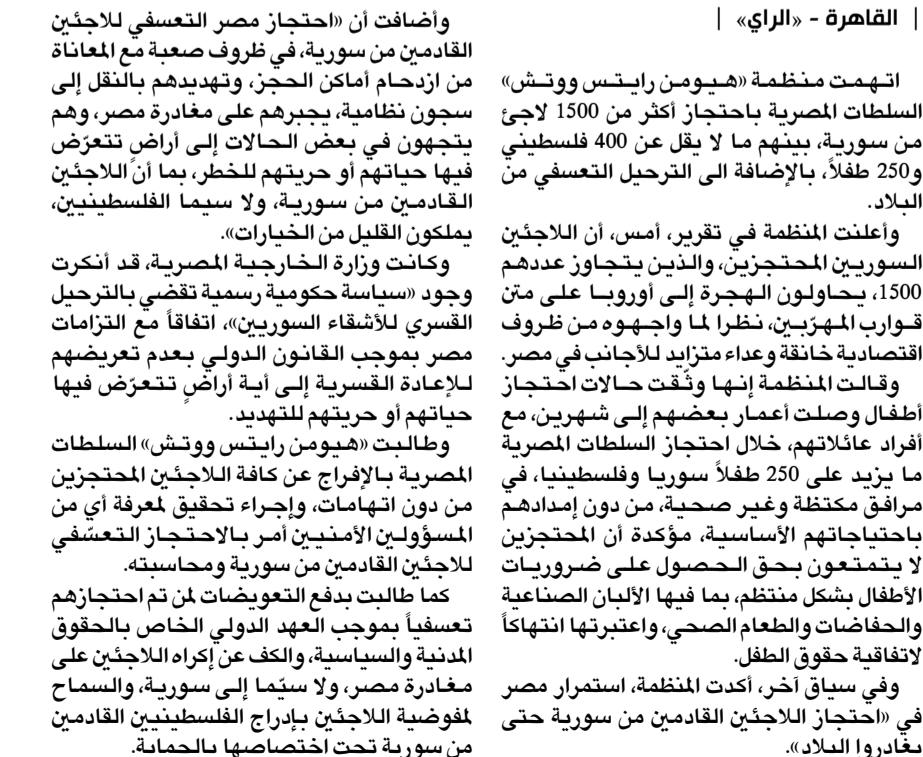 | القاهرة - «الراي» |
اتهمت منظمة «هيومن رايتس ووتش»
السلطات المصرية باحتجاز أكثر من 1500 لاجئ
من سورية، بينهم ما لا يقل عن 400 فلسطيني
و250 طفلاً، بالإضافة الى الترحيل التعسفي من
البلاد.
وأعلنت المنظمة في تقرير، أمس، أن اللاجئين
السوريين المحتجزين، والذين يتجاوز عددهم
1500، يحاولون الهجرة إلى أوروبا على متن
قوارب المهرّبين، نظرا لما واجهوه من ظروف
اقتصادية خانقة وعداء متزايد للأجانب في مصر.
وقالت المنظمة إنها وثّقت حالات احتجاز
أطفال وصلت أعمار بعضهم إلى شهرين، مع
أفراد عائلاتهم، خلال احتجاز السلطات المصرية
ما يزيد على 250 طفلاً سوريا وفلسطينيا، في
مرافق مكتظة وغير صحية، من دون إمدادهم
باحتياجاتهم الأساسية، مؤكدة أن المحتجزين
لا يتمتعون بحق الحصول على ضروريات
الأطفال بشكل منتظم، بما فيها الألبان الصناعية
والحفاضات والطعام الصحي، واعتبرتها انتهاكاً
لاتفاقية حقوق الطفل.
وفي سياق آخر، أكدت المنظمة، استمرار مصر
في «احتجاز اللاجئين القادمين من سورية حتى
يغادروا البلاد».
وأضافت أن «احتجاز مصر التعسفي للاجئين
القادمين من سورية، في ظروف صعبة مع المعاناة
من ازدحام أماكن الحجز، وتهديدهم بالنقل إلى
سجون نظامية، يجبرهم على مغادرة مصر، وهم
يتجهون في بعض الحالات إلى أراضٍ تتعرّض
فيها حياتهم أو حريتهم للخطر، بما أن اللاجئين
القادمين من سورية، ولا سيما الفلسطينيين،
يملكون القليل من الخيارات».
وكانت وزارة الخارجية المصرية، قد أنكرت
وجود «سياسة حكومية رسمية تقضي بالترحيل
القسري للأشقاء السوريين»، اتفاقاً مع التزامات
مصر بموجب القانون الدولي بعدم تعريضهم
للإعادة القسرية إلى أية أراضٍ تتعرّض فيها
حياتهم أو حريتهم للتهديد.
وطالبت «هيومن رايتس ووتش» السلطات
المصرية بالإفراج عن كافة اللاجئين المحتجزين
من دون اتهامات، وإجراء تحقيق لمعرفة أي من
المسؤولين الأمنيين أمر بالاحتجاز التعسّفي
للاجئين القادمين من سورية ومحاسبته.
كما طالبت بدفع التعويضات لمن تم احتجازهم
تعسفياً بموجب العهد الدولي الخاص بالحقوق
المدنية والسياسية، والكف عن إكراه اللاجئين على
مغادرة مصر، ولا سيّما إلى سورية، والسماح
لمفوضية اللاجئين بإدراج الفلسطينيين القادمين
من سورية تحت اختصاصها بالحماية.